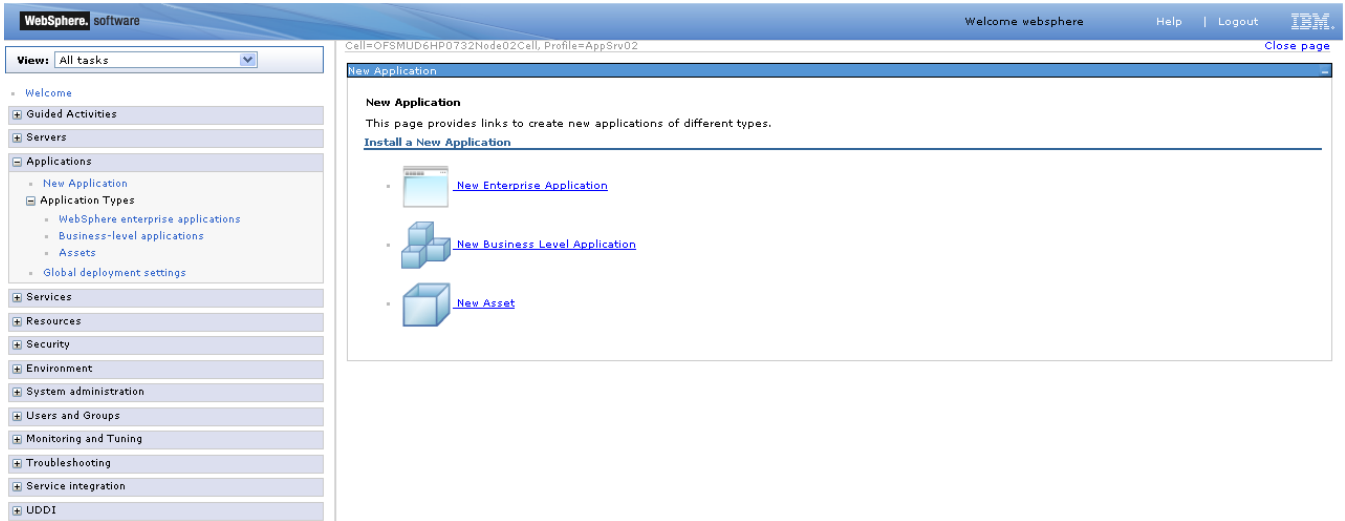 WebSphere. software
Welcome websphere Help | Logout IBM.
View: All tasks
Cell=OFSMUD6HP0732Node02Cell, Profile=AppSrv02
Close page
Welcome
Guided Activities
Servers
Applications
New Application
Application Types
WebSphere enterprise applications
Business-level applications
Assets
Global deployment settings
Services
Resources
Security
Environment
System administration
Users and Groups
Monitoring and Tuning
Troubleshooting
Service integration
UDDI
New Application
New Application
This page provides links to create new applications of different types.
Install a New Application
New Enterprise Application
New Business Level Application
New Asset